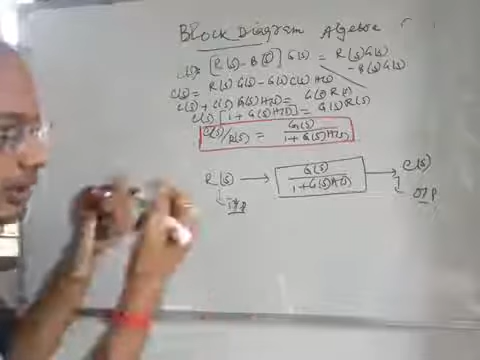 Block Diagram Algebra
C(s) = [R(s) - B(s)] G(s) = R(s)G(s)
- B(s)G(s)
C(s) = R(s)G(s) - G(s)C(s)H(s)
C(s) + C(s)G(s)H(s) = G(s)R(s)
C(s)[1 + G(s)H(s)] = G(s)R(s)
C(s)/R(s) = G(s)/1+G(s)H(s)
R(s) → G(s)/1+G(s)H(s) → C(s)
I/P O/P